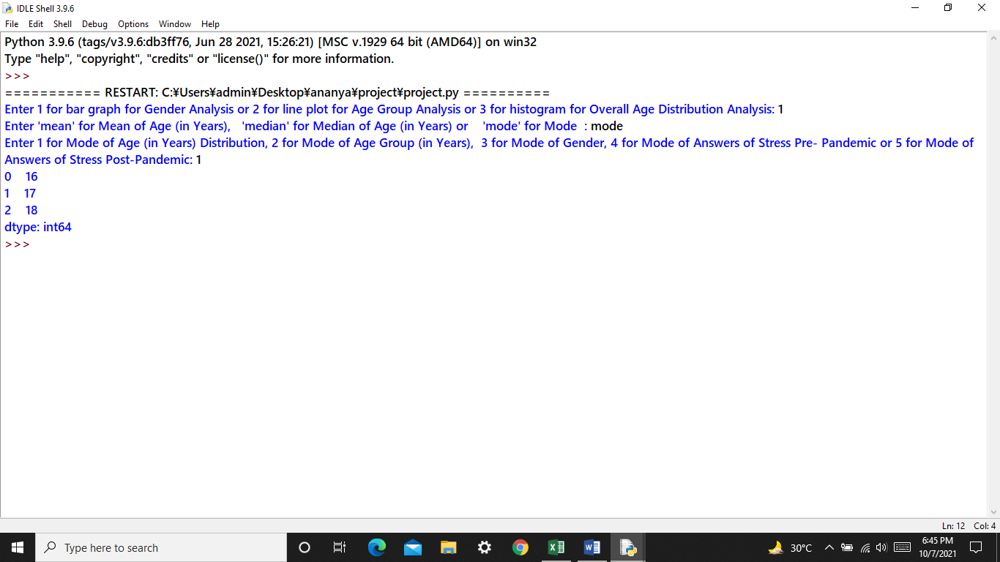 IDLE Shell 3.9.6
File Edit Shell Debug Options Window Help
Python 3.9.6 (tags/v3.9.6:db3ff76, Jun 28 2021, 15:26:21) [MSC v.1929 64 bit (AMD64)] on win32
Type "help", "copyright", "credits" or "license()" for more information.
>>>
=========== RESTART: C:¥Users¥admin¥Desktop¥ananya¥project¥project.py ==========
Enter 1 for bar graph for Gender Analysis or 2 for line plot for Age Group Analysis or 3 for histogram for Overall Age Distribution Analysis: 1
Enter 'mean' for Mean of Age (in Years),   'median' for Median of Age (in Years) or    'mode' for Mode  : mode
Enter 1 for Mode of Age (in Years) Distribution, 2 for Mode of Age Group (in Years),  3 for Mode of Gender, 4 for Mode of Answers of Stress Pre- Pandemic or 5 for Mode of
Answers of Stress Post-Pandemic: 1
0    16
1    17
2    18
dtype: int64
>>>
Ln: 12 Col: 4
Type here to search
30°C
6:45 PM
10/7/2021